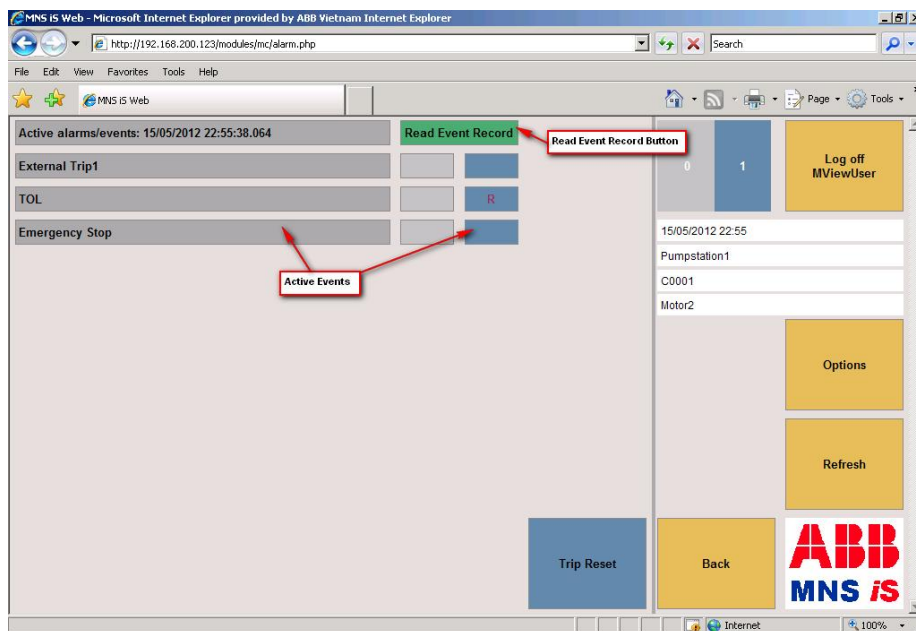 MNS iS Web - Microsoft Internet Explorer provided by ABB Vietnam Internet Explorer
http://192.168.200.123/modules/mc/alarm.php
Search
File Edit View Favorites Tools Help
MNS iS Web
Page
Tools
Active alarms/events: 15/05/2012 22:55:38.064
Read Event Record
Read Event Record Button
0
1
Log off
MViewUser
External Trip1
TOL
R
Emergency Stop
Active Events
15/05/2012 22:55
Pumpstation1
C0001
Motor2
Options
Refresh
Trip Reset
Back
ABB
MNS iS
Internet
100%